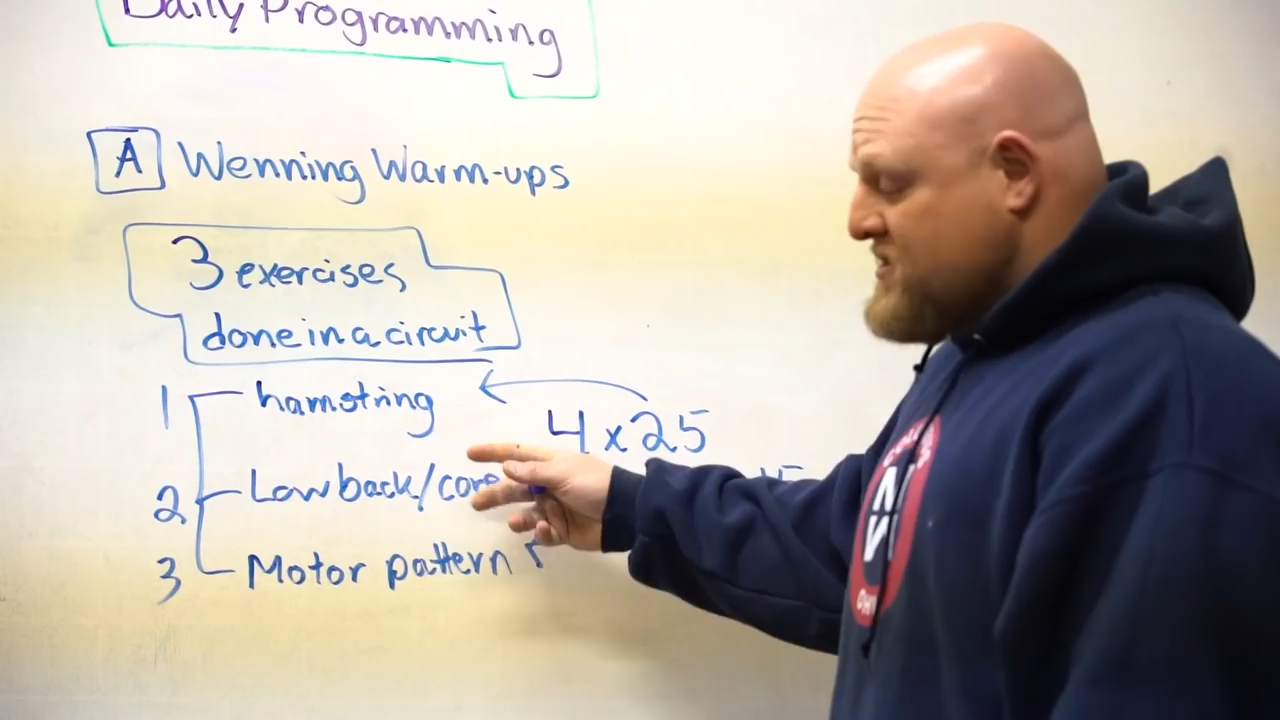 Daily Programming
A Wenning Warm-ups
3 exercises
done in a circuit
1 hamstring
4 x 25
2 Low back/core
3 Motor pattern